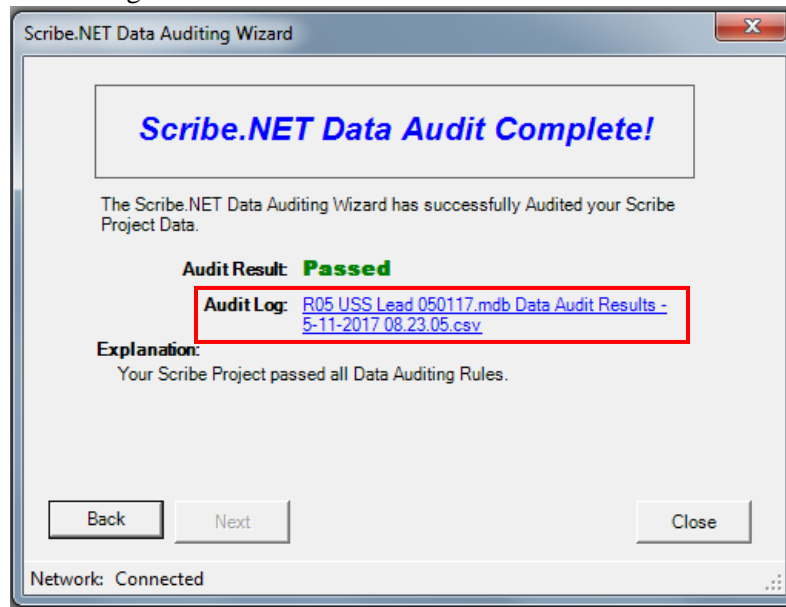 Scribe.NET Data Auditing Wizard
x
Scribe.NET Data Audit Complete!
The Scribe.NET Data Auditing Wizard has successfully Audited your Scribe
Project Data.
Audit Result: Passed
Audit Log: R05 USS Lead 050117.mdb Data Audit Results -
5-11-2017 08.23.05.csv
Explanation:
Your Scribe Project passed all Data Auditing Rules.
Back Next Close
Network: Connected